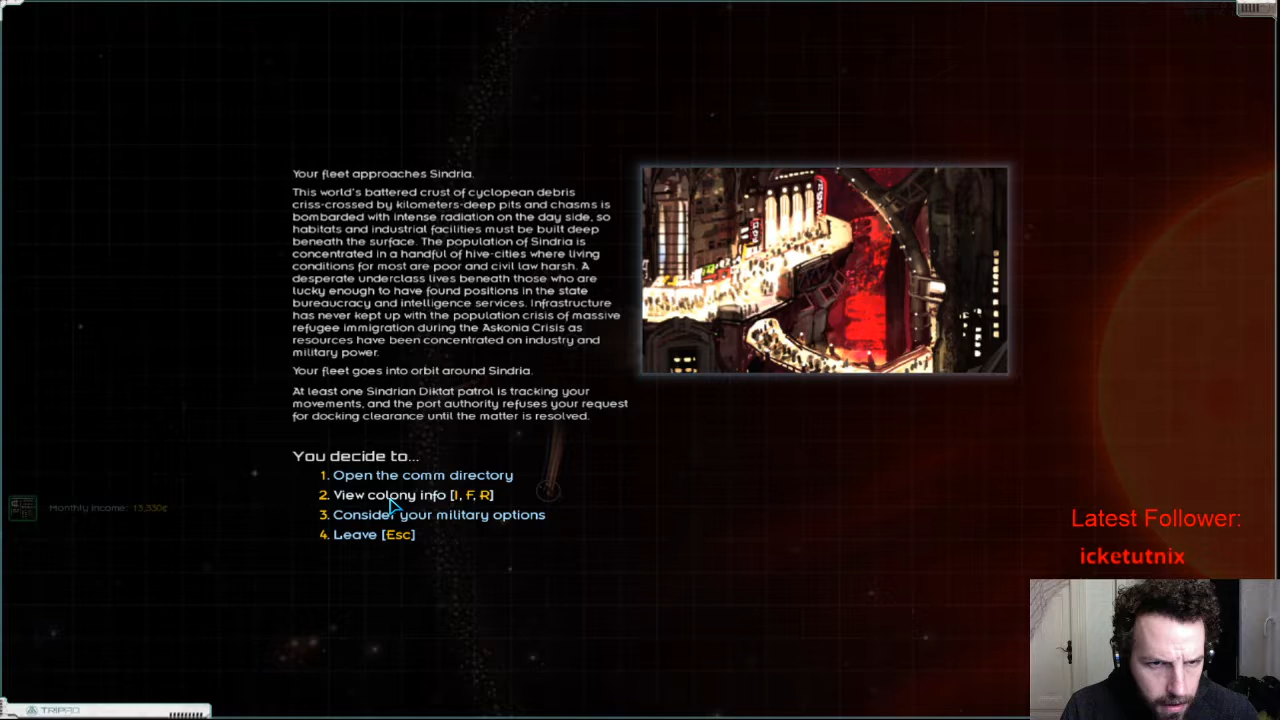 Your fleet approaches Sindria.
This world's battered crust of cyclopean debris
criss-crossed by kilometers-deep pits and chasms is
bombarded with intense radiation on the day side, so
habitats and industrial facilities must be built deep
beneath the surface. The population of Sindria is
concentrated in a handful of hive-cities where living
conditions for most are poor and civil law harsh. A
desperate underclass lives beneath those who are
lucky enough to have found positions in the state
bureaucracy and intelligence services. Infrastructure
has never kept up with the population crisis of massive
refugee immigration during the Askonia Crisis as
resources have been concentrated on industry and
military power.
Your fleet goes into orbit around Sindria.
At least one Sindrian Diktat patrol is tracking your
movements, and the port authority refuses your request
for docking clearance until the matter is resolved.
You decide to...
1. Open the comm directory
2. View colony info [I, F, R]
3. Consider your military options
4. Leave [Esc]
Monthly income: 13,330¢
Latest Follower:
icketutnix
TRIPAD